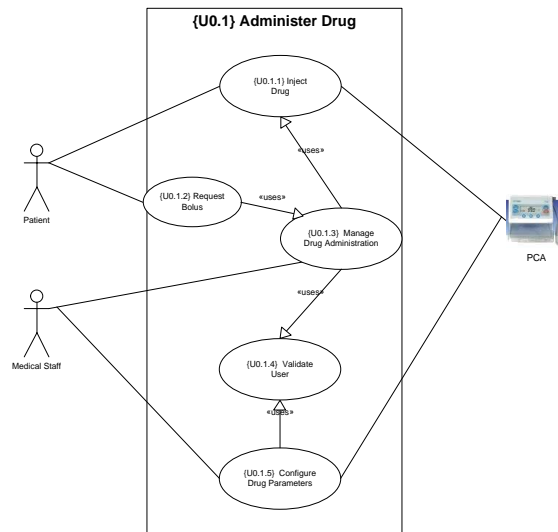 {U0.1} Administer Drug
{U0.1.1} Inject
Drug
«uses»
{U0.1.2} Request
Bolus
«uses»
Patient
{U0.1.3} Manage
Drug Administration
PCA
«uses»
Medical Staff
{U0.1.4} Validate
User
«uses»
{U0.1.5} Configure
Drug Parameters